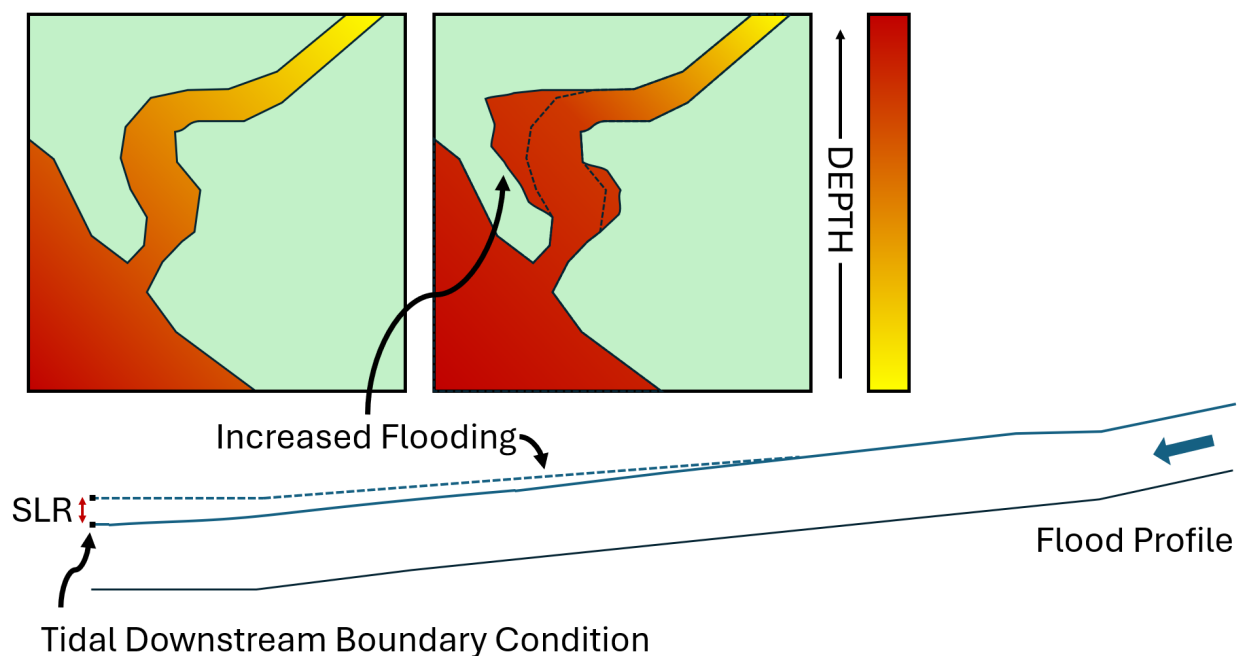 DEPTH
Increased Flooding
SLR
Flood Profile
Tidal Downstream Boundary Condition